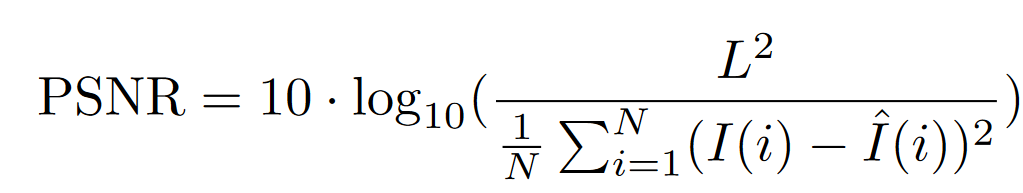 PSNR = 10 · log₁₀( L² / ( 1/N ∑ᵢ₌₁ᴺ (I(i) − Î(i))² ) )